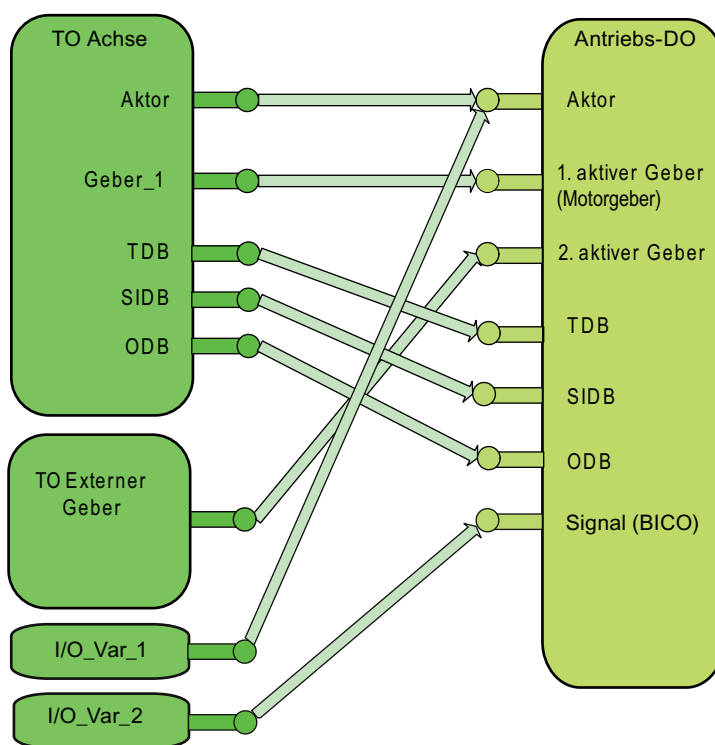 TO Achse
Aktor
Geber_1
TDB
SIDB
ODB
TO Externer
Geber
I/O_Var_1
I/O_Var_2
Antriebs-DO
Aktor
1. aktiver Geber
(Motorgeber)
2. aktiver Geber
TDB
SIDB
ODB
Signal (BICO)